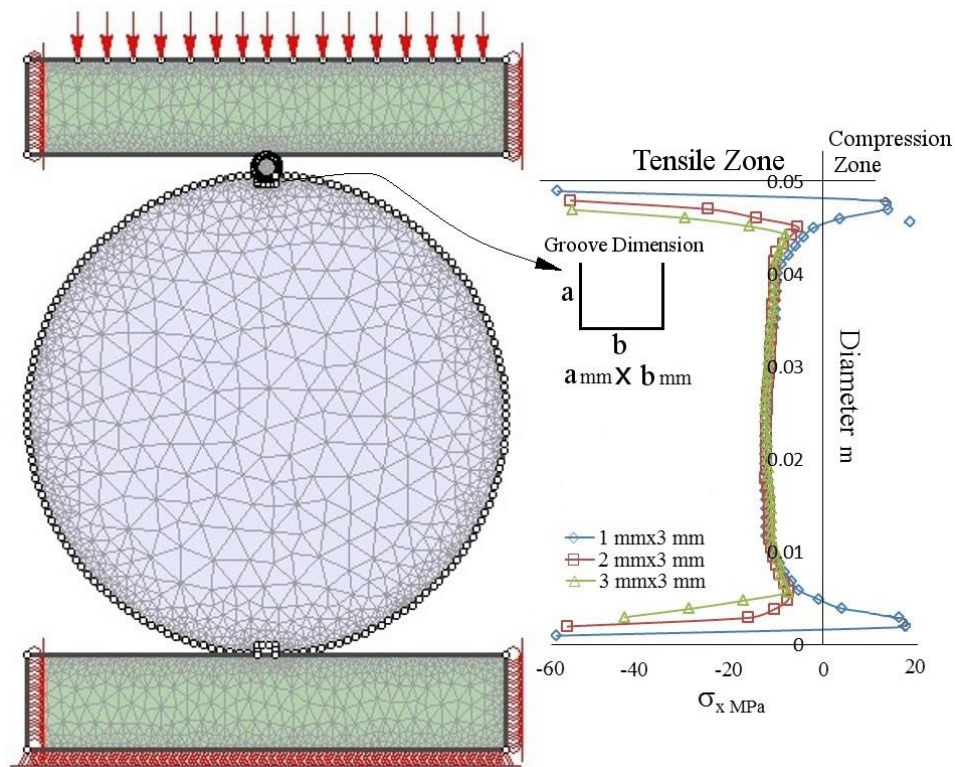 Tensile Zone
Compression
Zone
0.05
Groove Dimension
0.04
a
b
a mm X b mm
0.03
Diameter m
0.02
1 mmx3 mm
2 mmx3 mm
3 mmx3 mm
0.01
0
-60 -40 -20 0 20
σx MPa